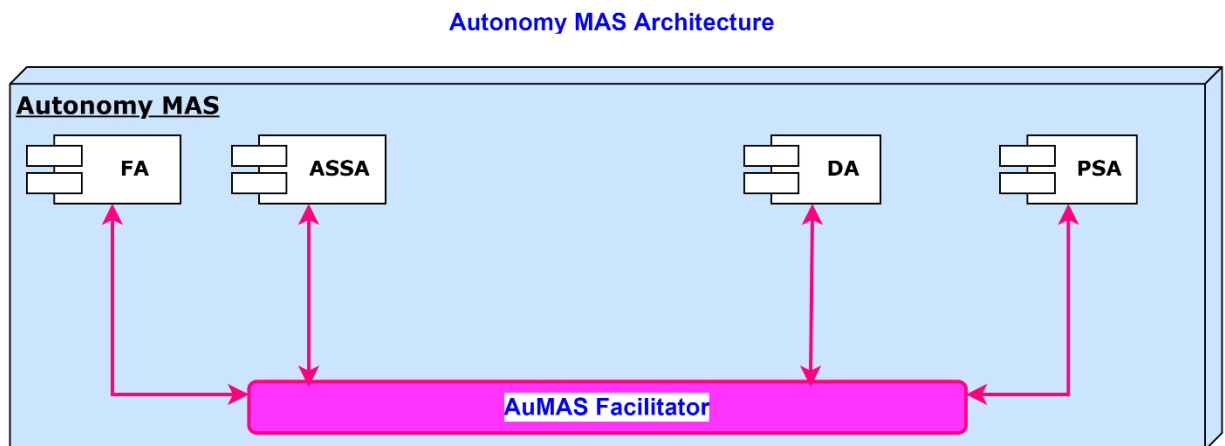 Autonomy MAS Architecture
Autonomy MAS
FA
ASSA
DA
PSA
AuMAS Facilitator